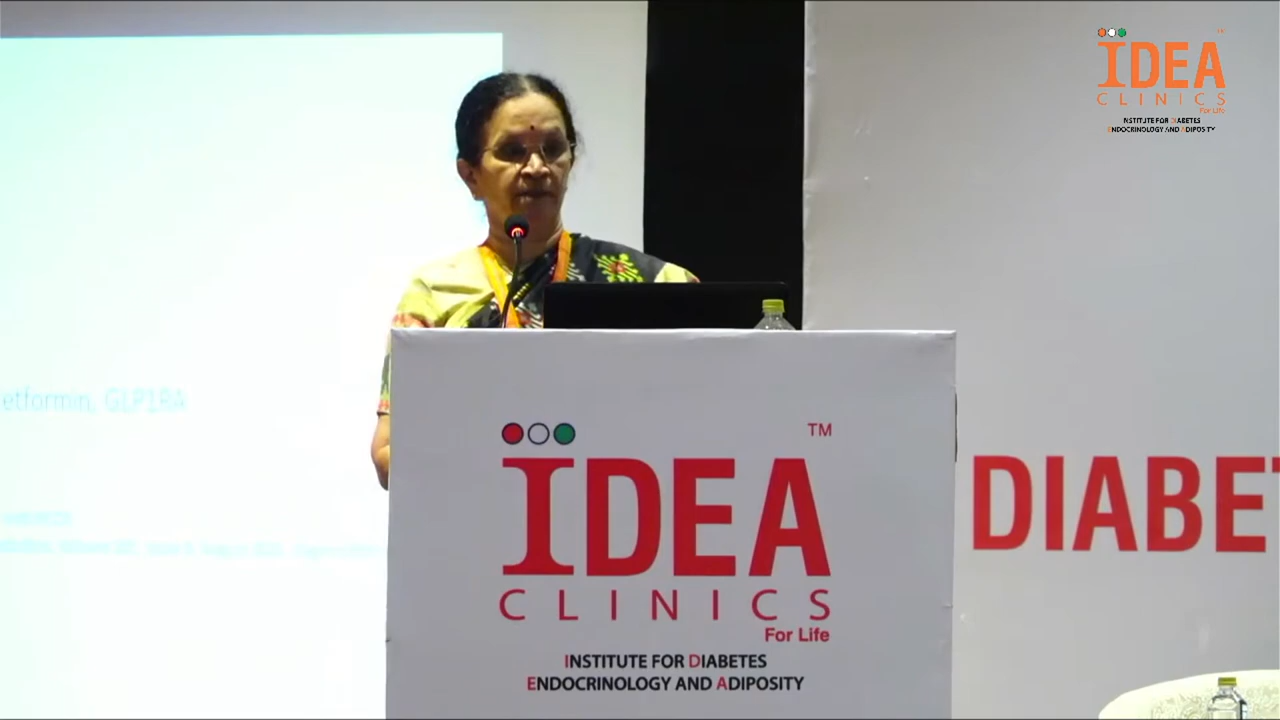 IDEA
CLINICS
For Life
INSTITUTE FOR DIABETES
ENDOCRINOLOGY AND ADIPOSITY
etformin, GLP1RA
TM
IDEA
CLINICS
For Life
INSTITUTE FOR DIABETES
ENDOCRINOLOGY AND ADIPOSITY
DIABET